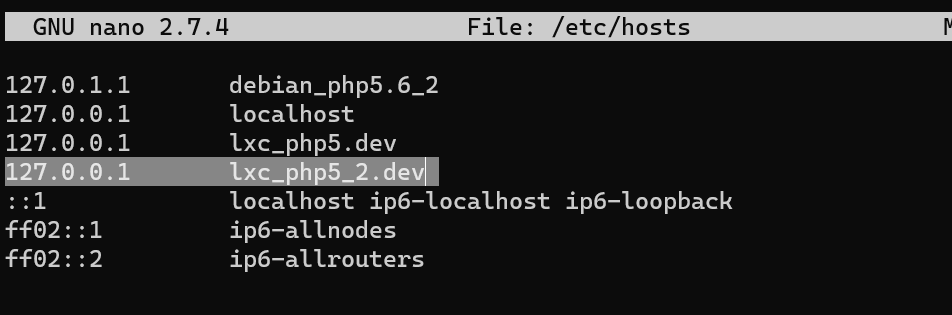 GNU nano 2.7.4 File: /etc/hosts M
127.0.1.1 debian_php5.6_2
127.0.0.1 localhost
127.0.0.1 lxc_php5.dev
127.0.0.1 lxc_php5_2.dev
::1 localhost ip6-localhost ip6-loopback
ff02::1 ip6-allnodes
ff02::2 ip6-allrouters